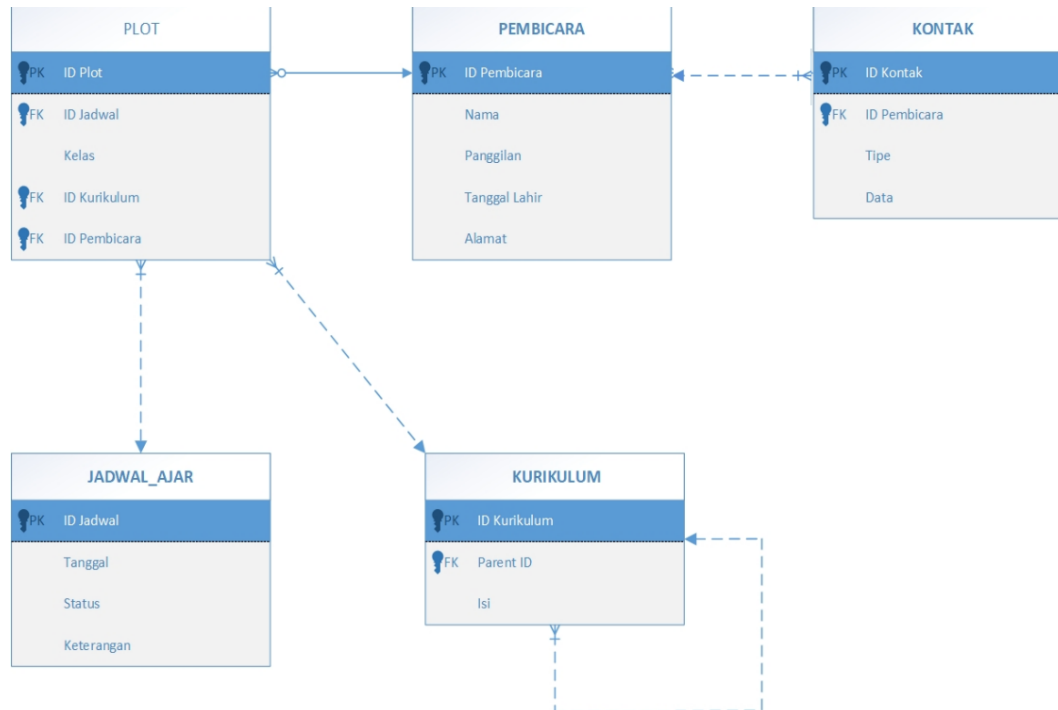 PLOT
PK ID Plot
FK ID Jadwal
Kelas
FK ID Kurikulum
FK ID Pembicara
PEMBICARA
PK ID Pembicara
Nama
Panggilan
Tanggal Lahir
Alamat
KONTAK
PK ID Kontak
FK ID Pembicara
Tipe
Data
JADWAL_AJAR
PK ID Jadwal
Tanggal
Status
Keterangan
KURIKULUM
PK ID Kurikulum
FK Parent ID
Isi